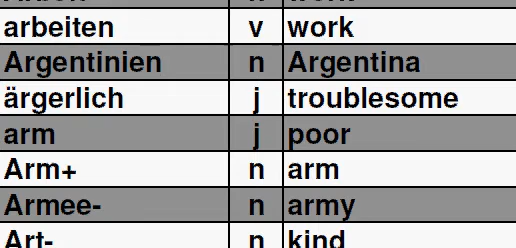 arbeiten v work
Argentinien n Argentina
ärgerlich j troublesome
arm j poor
Arm+ n arm
Armee- n army
Art- n kind